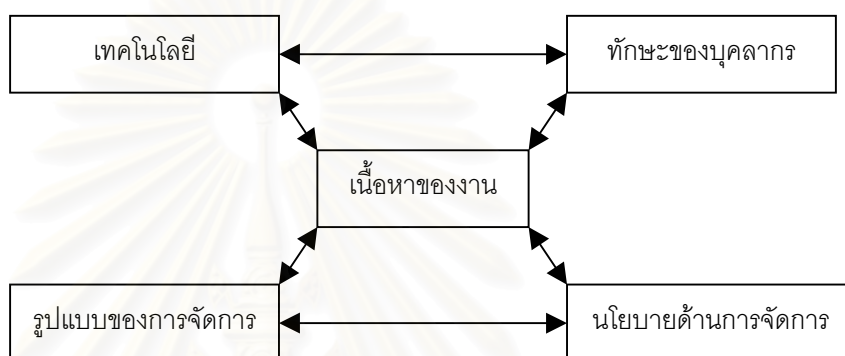 เทคโนโลยี
ทักษะของบุคลากร
เนื้อหาของงาน
รูปแบบของการจัดการ
นโยบายด้านการจัดการ